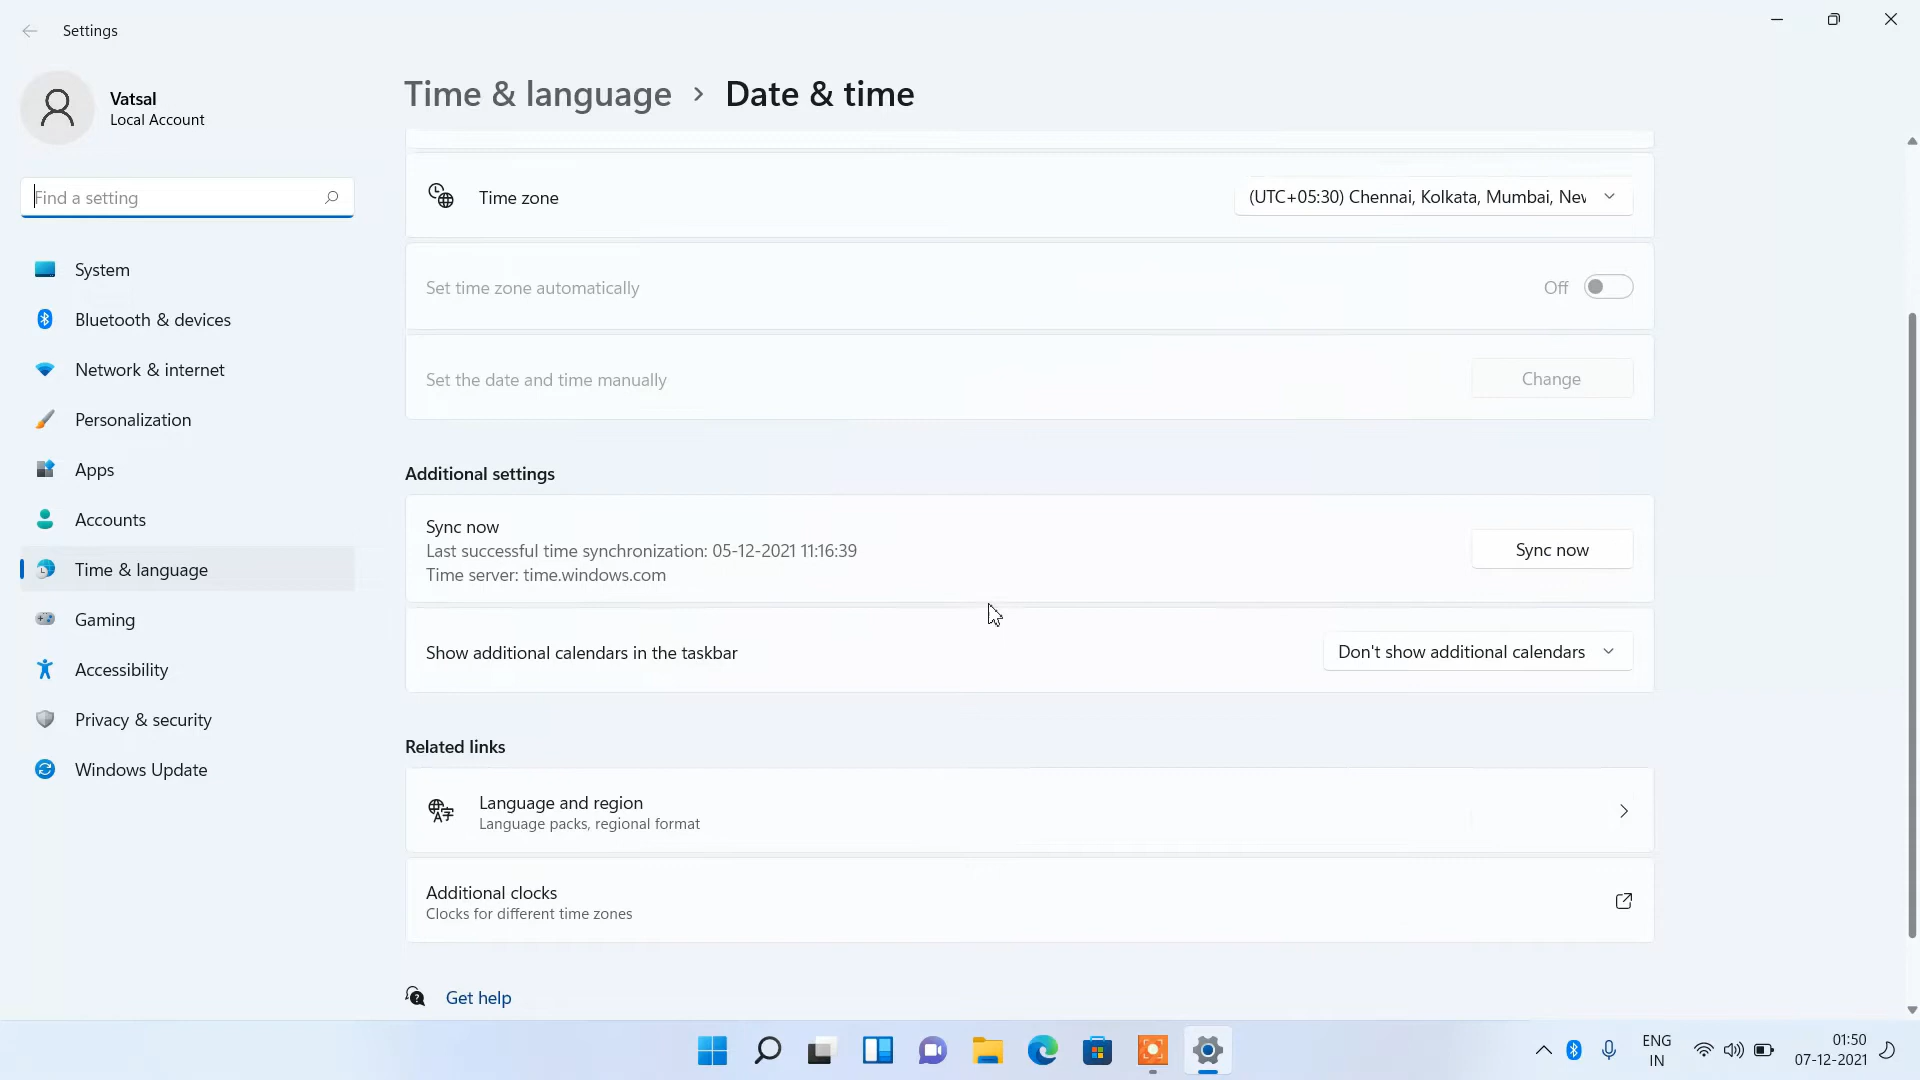 Settings
Vatsal
Local Account
Find a setting
System
Bluetooth & devices
Network & internet
Personalization
Apps
Accounts
Time & language
Gaming
Accessibility
Privacy & security
Windows Update
Time & language > Date & time
Time zone
(UTC+05:30) Chennai, Kolkata, Mumbai, Nev
Set time zone automatically
Off
Set the date and time manually
Change
Additional settings
Sync now
Last successful time synchronization: 05-12-2021 11:16:39
Time server: time.windows.com
Sync now
Show additional calendars in the taskbar
Don't show additional calendars
Related links
Language and region
Language packs, regional format
Additional clocks
Clocks for different time zones
Get help
ENG
IN
01:50
07-12-2021